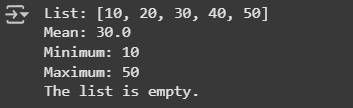 List: [10, 20, 30, 40, 50]
Mean: 30.0
Minimum: 10
Maximum: 50
The list is empty.